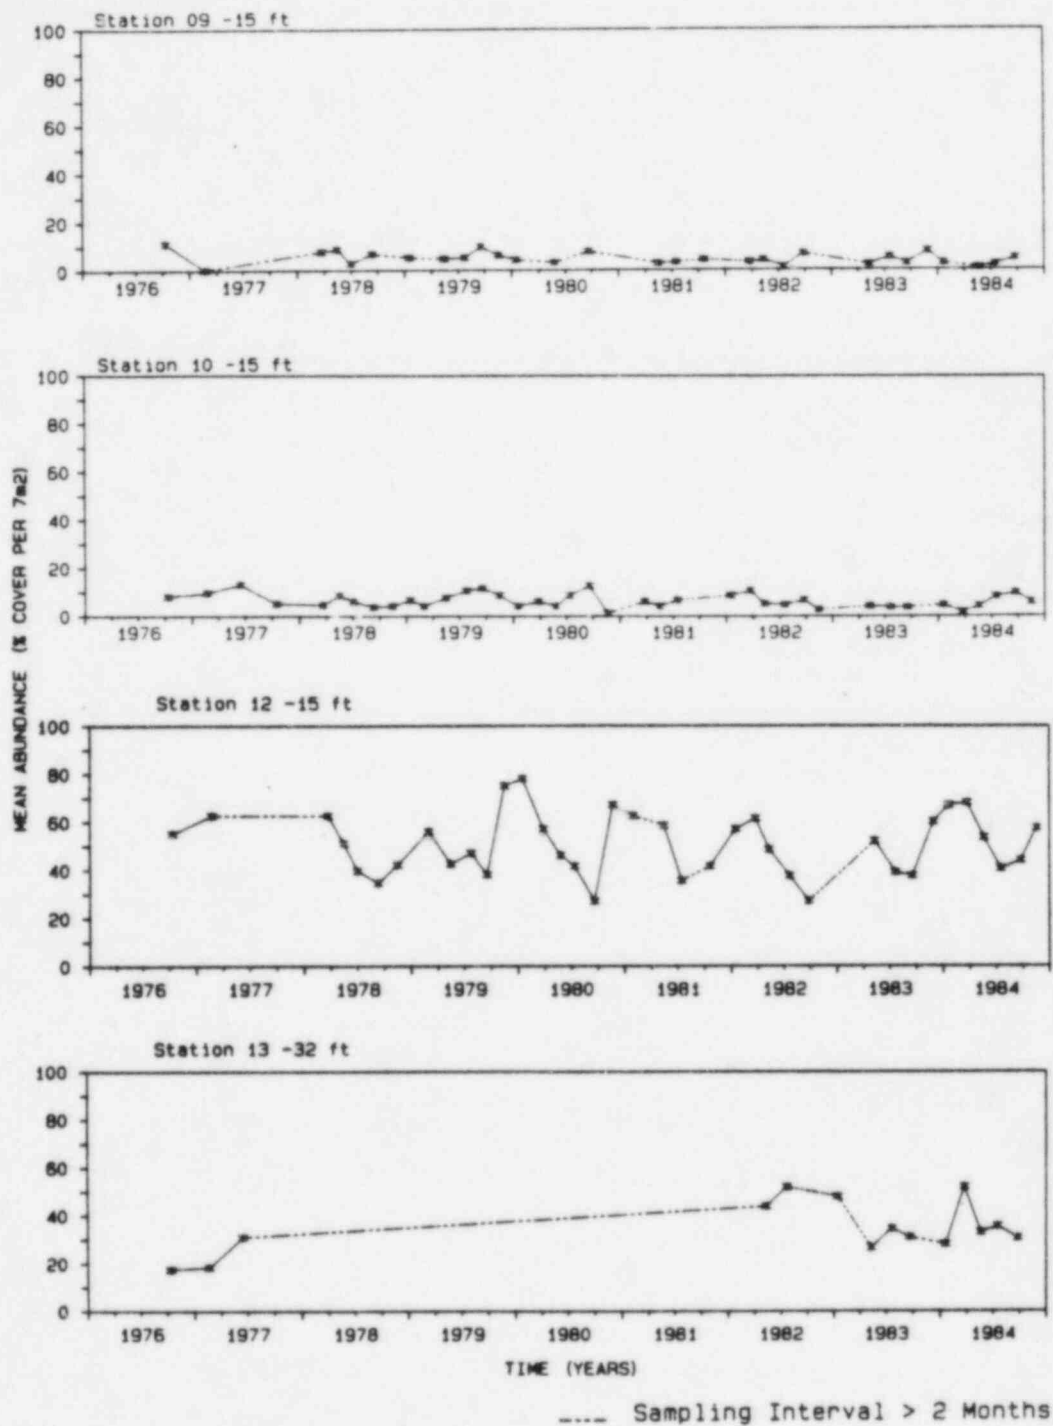 Station 09 -15 ft
100
80
60
40
20
0
1976 1977 1978 1979 1980 1981 1982 1983 1984
Station 10 -15 ft
100
80
60
40
20
0
1976 1977 1978 1979 1980 1981 1982 1983 1984
MEAN ABUNDANCE (% COVER PER 7m2)
Station 12 -15 ft
100
80
60
40
20
0
1976 1977 1978 1979 1980 1981 1982 1983 1984
Station 13 -32 ft
100
80
60
40
20
0
1976 1977 1978 1979 1980 1981 1982 1983 1984
TIME (YEARS)
Sampling Interval > 2 Months